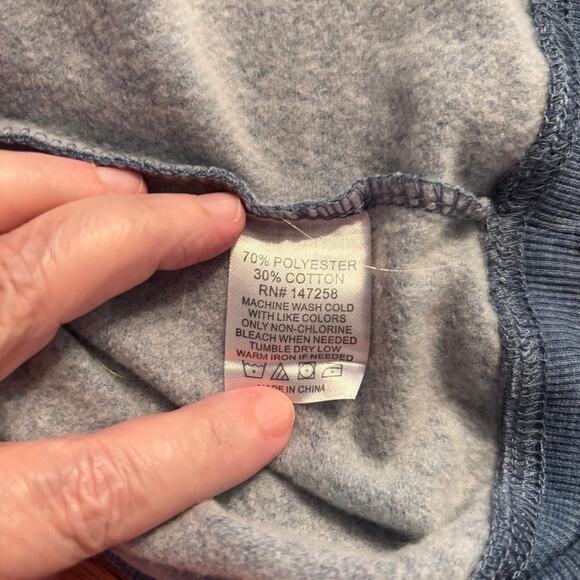 70% POLYESTER
30% COTTON
RN# 147258
MACHINE WASH COLD
WITH LIKE COLORS
ONLY NON-CHLORINE
BLEACH WHEN NEEDED
TUMBLE DRY LOW
WARM IRON IF NEEDED
MADE IN CHINA